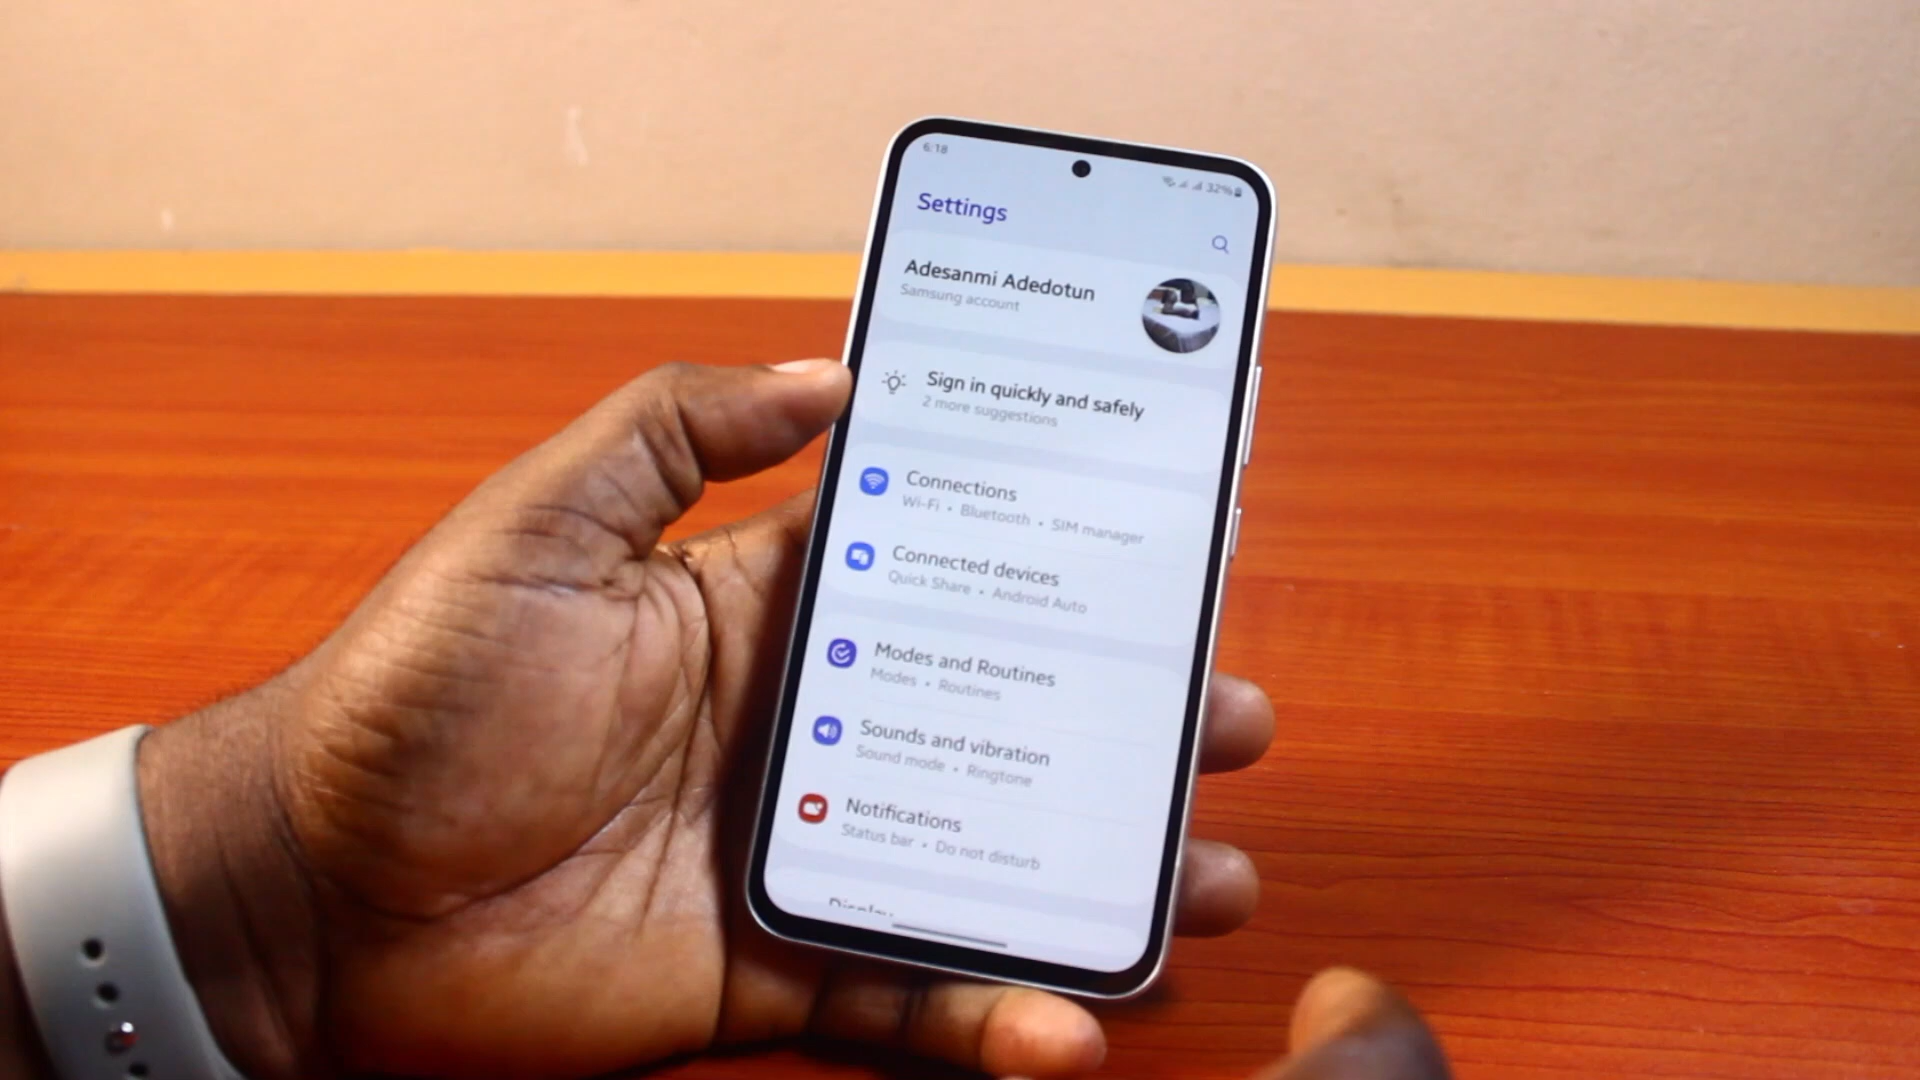 6:18
32%
Settings
Adesanmi Adedotun
Samsung account
Sign in quickly and safely
2 more suggestions
Connections
Wi-Fi • Bluetooth • SIM manager
Connected devices
Quick Share • Android Auto
Modes and Routines
Modes • Routines
Sounds and vibration
Sound mode • Ringtone
Notifications
Status bar • Do not disturb
Display